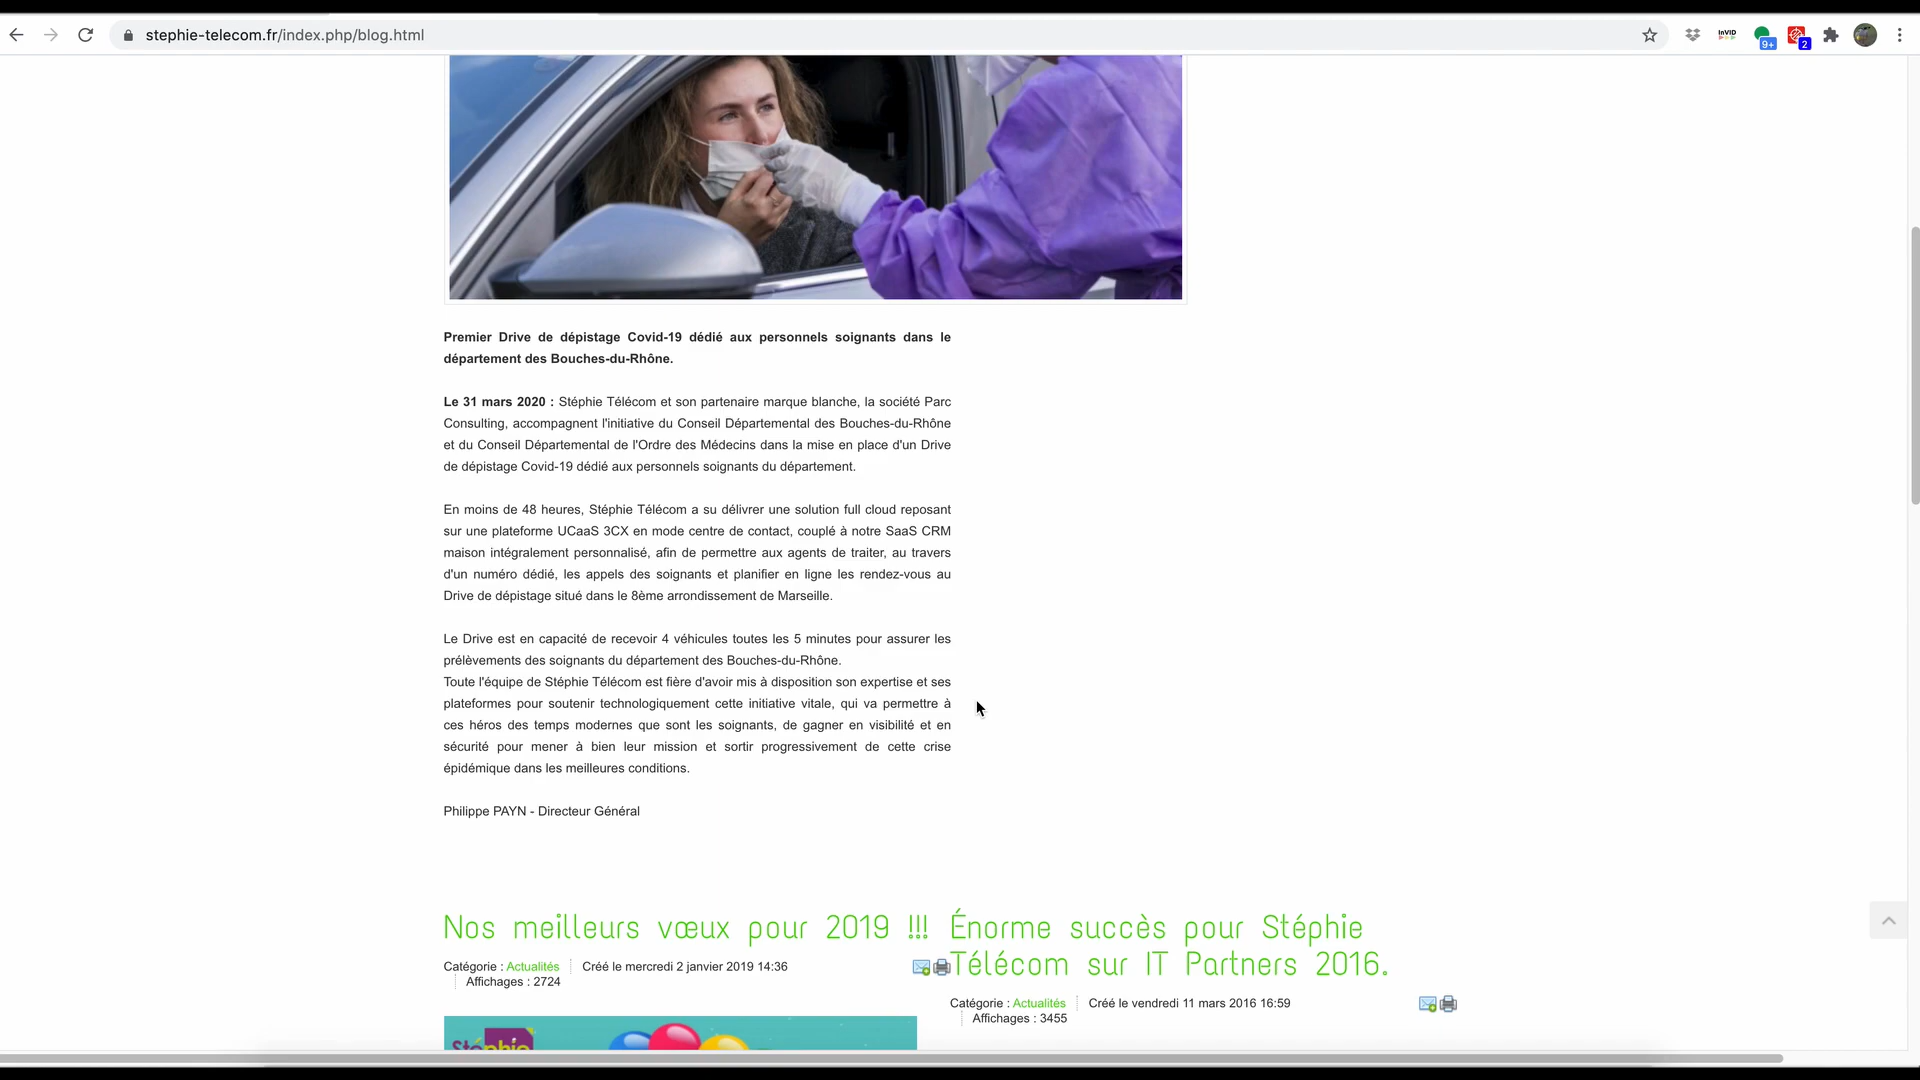 stephie-telecom.fr/index.php/blog.html
InVID
9+
2
Premier Drive de dépistage Covid-19 dédié aux personnels soignants dans le
département des Bouches-du-Rhône.
Le 31 mars 2020 : Stéphie Télécom et son partenaire marque blanche, la société Parc
Consulting, accompagnent l'initiative du Conseil Départemental des Bouches-du-Rhône
et du Conseil Départemental de l'Ordre des Médecins dans la mise en place d'un Drive
de dépistage Covid-19 dédié aux personnels soignants du département.
En moins de 48 heures, Stéphie Télécom a su délivrer une solution full cloud reposant
sur une plateforme UCaaS 3CX en mode centre de contact, couplé à notre SaaS CRM
maison intégralement personnalisé, afin de permettre aux agents de traiter, au travers
d'un numéro dédié, les appels des soignants et planifier en ligne les rendez-vous au
Drive de dépistage situé dans le 8ème arrondissement de Marseille.
Le Drive est en capacité de recevoir 4 véhicules toutes les 5 minutes pour assurer les
prélèvements des soignants du département des Bouches-du-Rhône.
Toute l'équipe de Stéphie Télécom est fière d'avoir mis à disposition son expertise et ses
plateformes pour soutenir technologiquement cette initiative vitale, qui va permettre à
ces héros des temps modernes que sont les soignants, de gagner en visibilité et en
sécurité pour mener à bien leur mission et sortir progressivement de cette crise
épidémique dans les meilleures conditions.
Philippe PAYN - Directeur Général
Nos meilleurs vœux pour 2019 !!!
Catégorie : Actualités Créé le mercredi 2 janvier 2019 14:36
Affichages : 2724
Stéphie
Énorme succès pour Stéphie
Télécom sur IT Partners 2016.
Catégorie : Actualités Créé le vendredi 11 mars 2016 16:59
Affichages : 3455